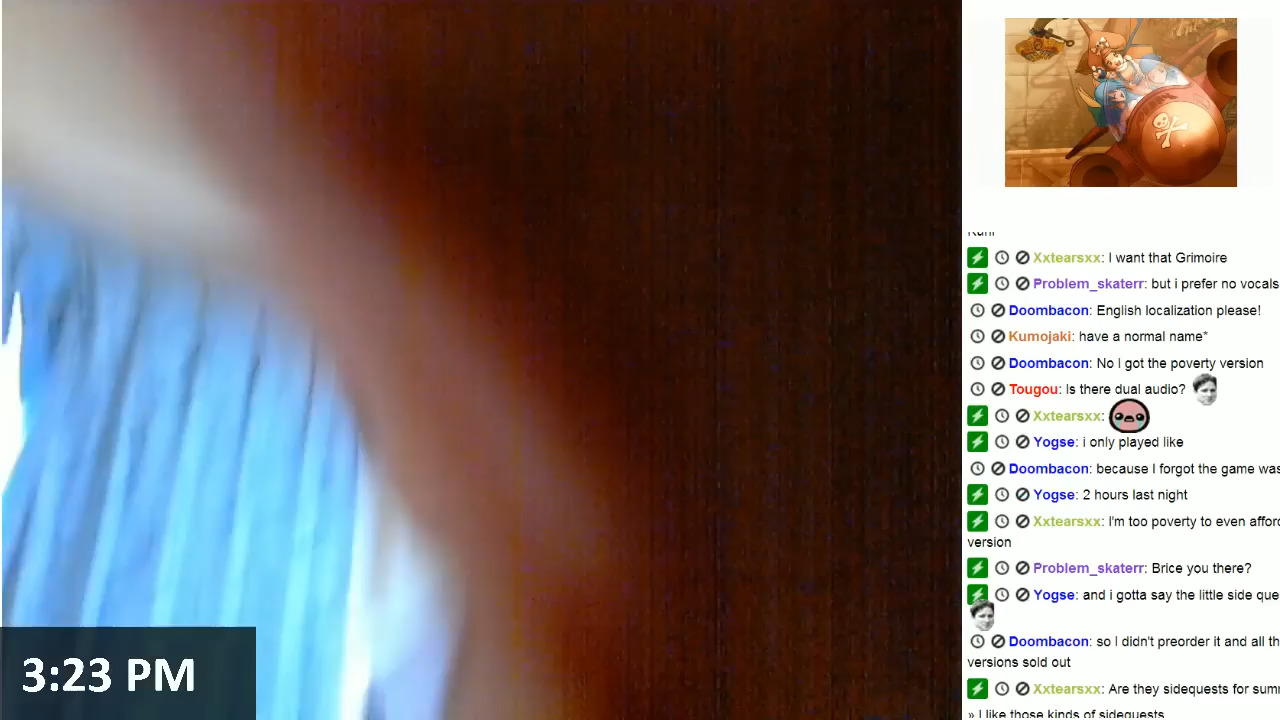 Xxtearsxx: I want that Grimoire
Problem_skaterr: but i prefer no vocals
Doombacon: English localization please!
Kumojaki: have a normal name*
Doombacon: No I got the poverty version
Tougou: Is there dual audio?
Xxtearsxx:
Yogse: i only played like
Doombacon: because I forgot the game was
Yogse: 2 hours last night
Xxtearsxx: I'm too poverty to even affor
version
Problem_skaterr: Brice you there?
Yogse: and i gotta say the little side que
Doombacon: so I didn't preorder it and all th
versions sold out
Xxtearsxx: Are they sidequests for sum
» I like those kinds of sidequests
3:23 PM